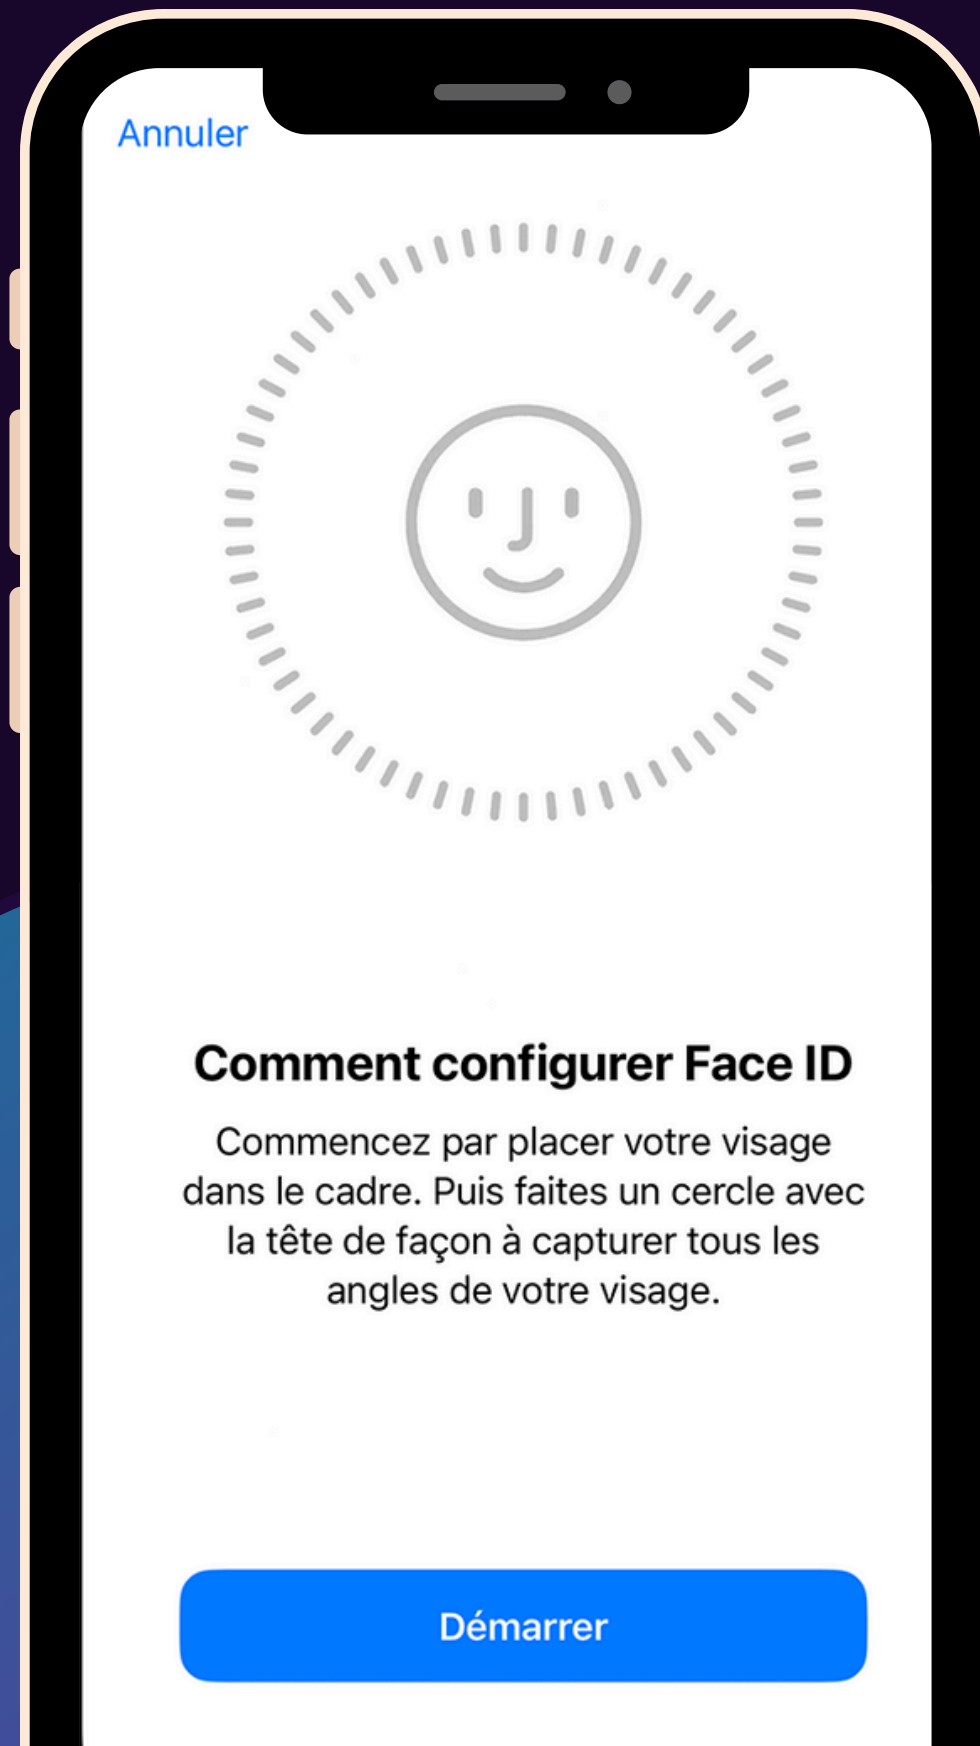 Annuler
Comment configurer Face ID
Commencez par placer votre visage
dans le cadre. Puis faites un cercle avec
la tête de façon à capturer tous les
angles de votre visage.
Démarrer